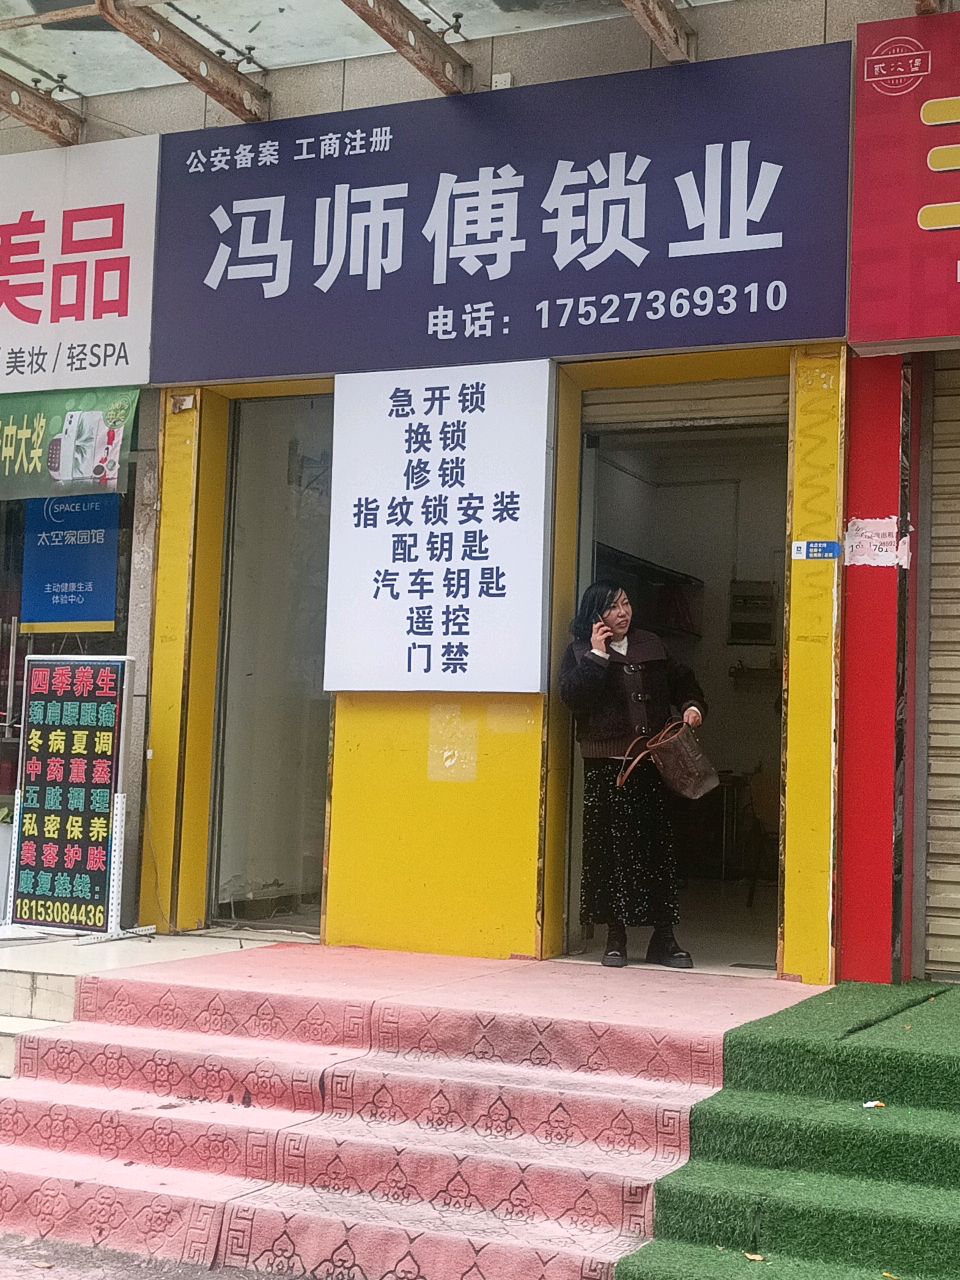 公安备案 工商注册
冯师傅锁业
电话：17527369310
急开锁
换锁
修锁
指纹锁安装
配钥匙
汽车钥匙
遥控
门禁
美品
/美妆/轻SPA
中大奖
SPACE LIFE
太空家园馆
主动健康生活
体验中心
四季养生
颈肩腰腿痛
冬病夏调
中药薰蒸
五脏调理
私密保养
美容护肤
康复热线：
18153084436